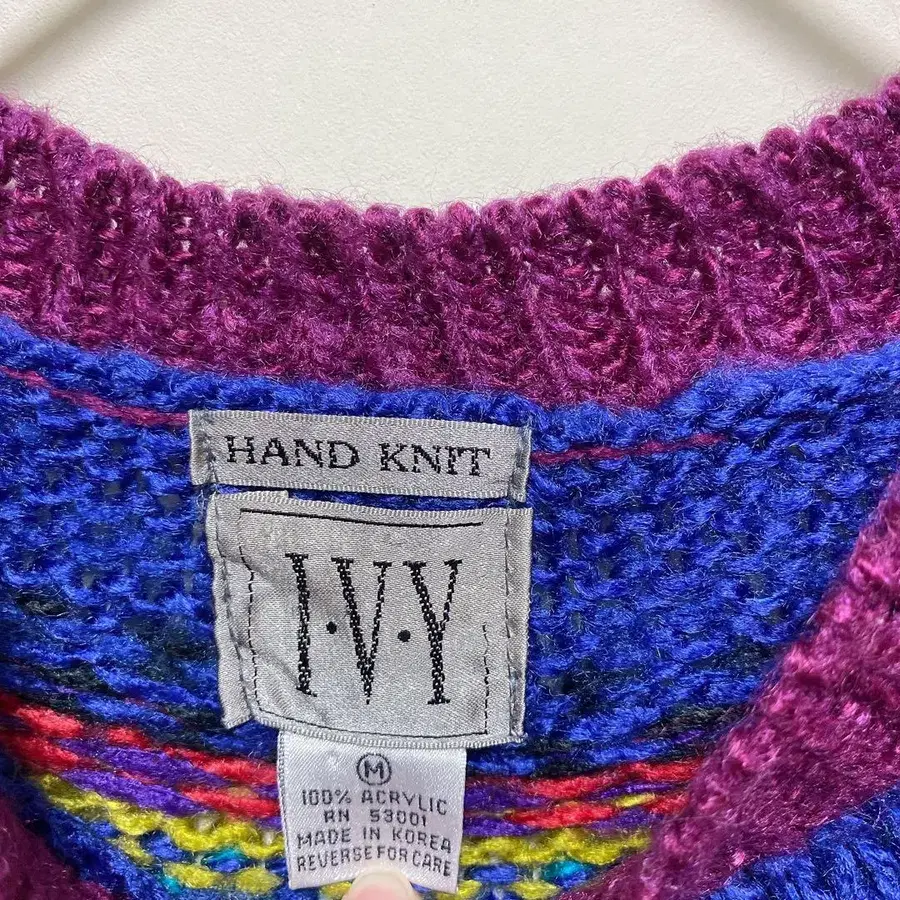 HAND KNIT
I·V·Y
M
100% ACRYLIC
RN 53001
MADE IN KOREA
REVERSE FOR CARE